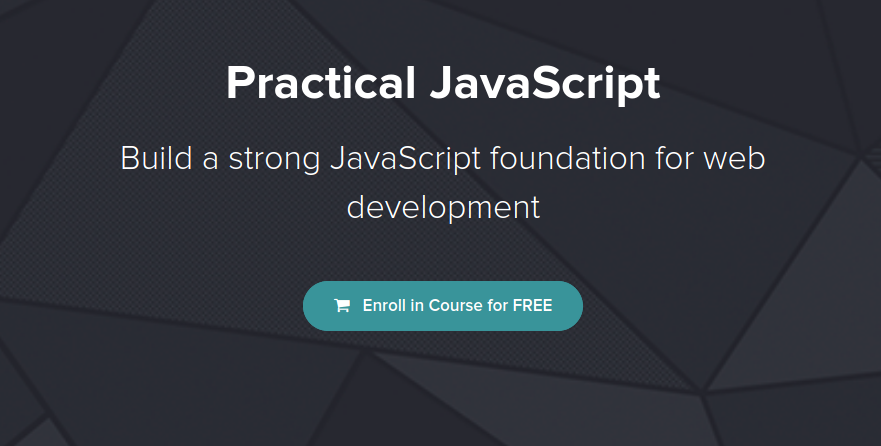 Practical JavaScript
Build a strong JavaScript foundation for web
development
Enroll in Course for FREE